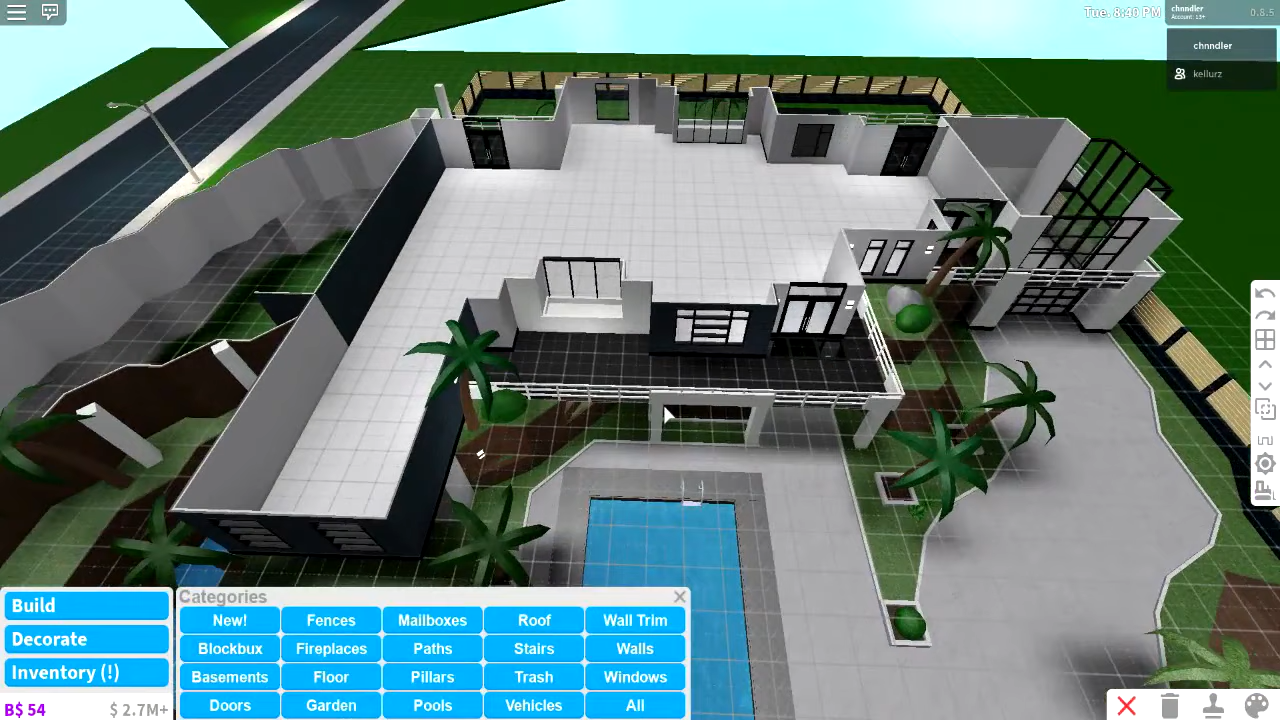 Tue. 8:40 PM
chnndler
Account: 13+
0.8.5
chnndler
kellurz
Build
Decorate
Inventory (!)
B$ 54
$ 2.7M+
Categories
New! Fences Mailboxes Roof Wall Trim
Blockbux Fireplaces Paths Stairs Walls
Basements Floor Pillars Trash Windows
Doors Garden Pools Vehicles All